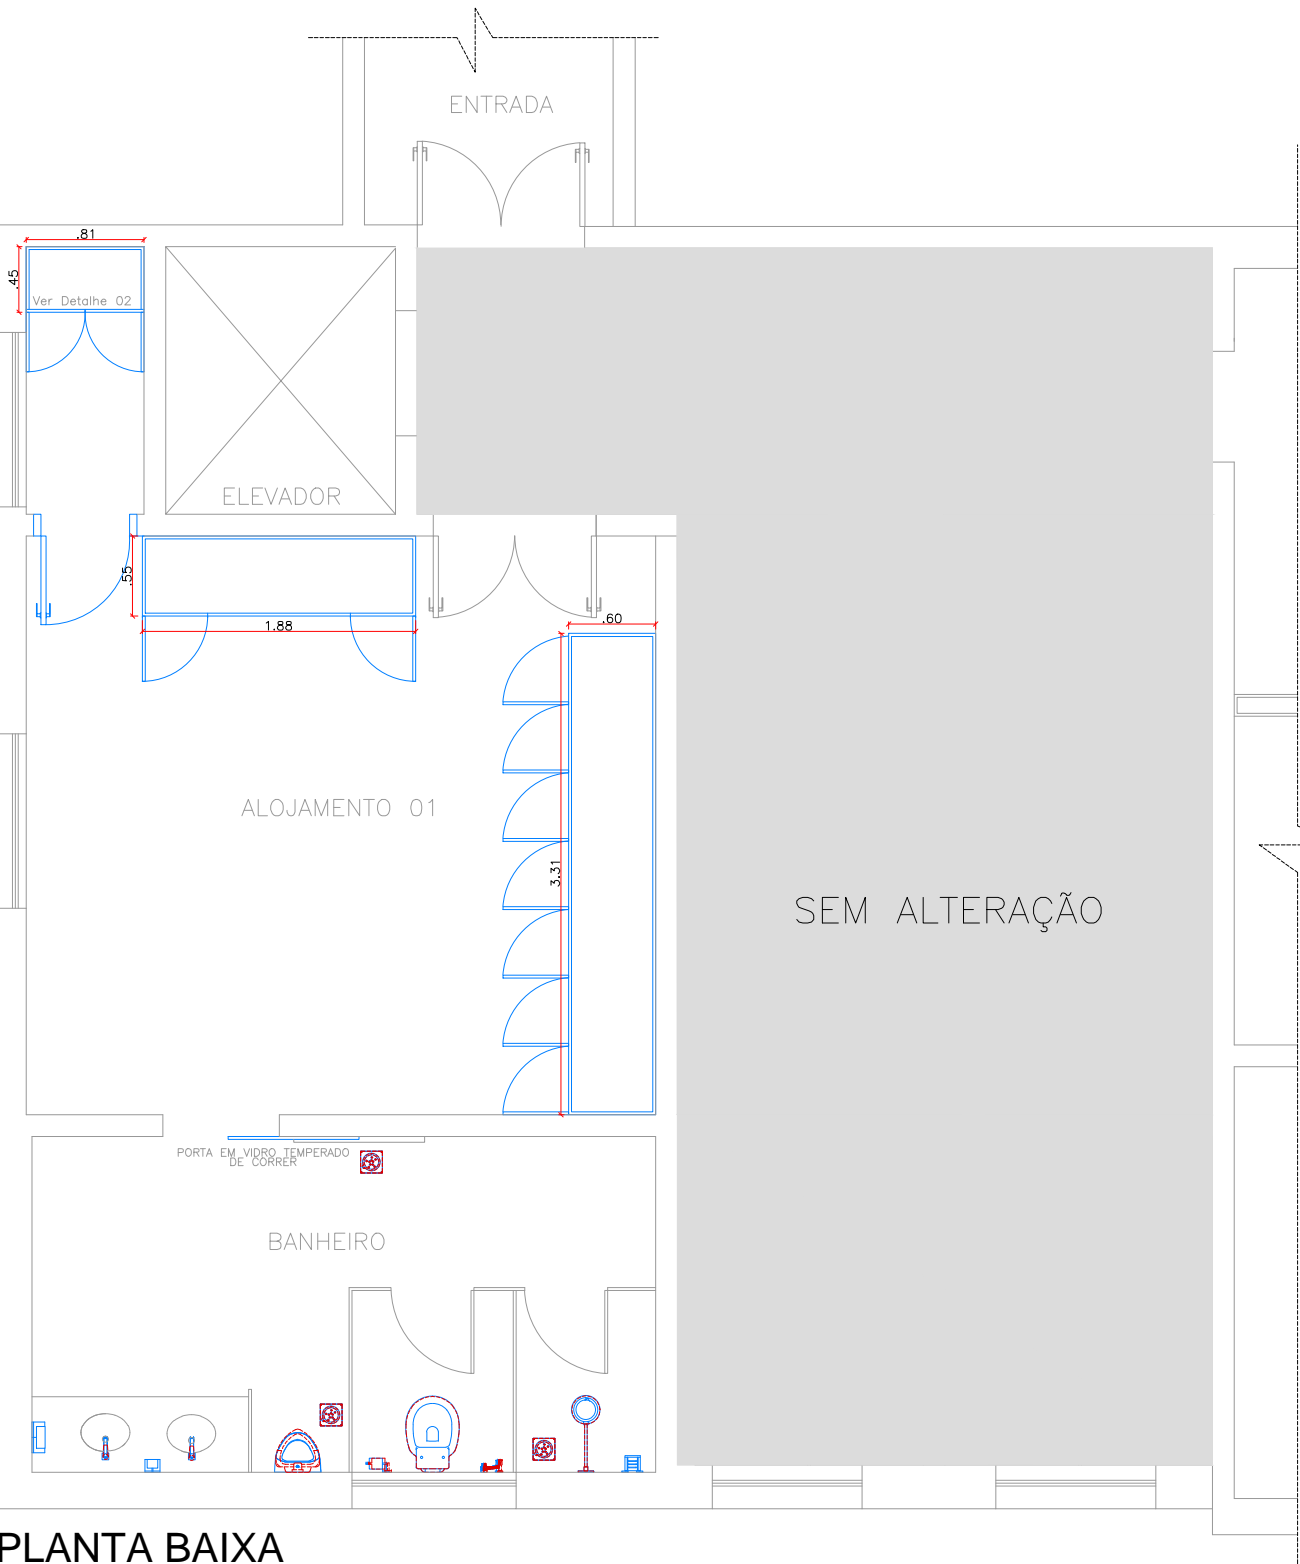 ENTRADA
.81
.45
Ver Detalhe 02
ELEVADOR
.55
1.88
.60
ALOJAMENTO 01
3.31
SEM ALTERAÇÃO
PORTA EM VIDRO TEMPERADO
DE CORRER
BANHEIRO
PLANTA BAIXA